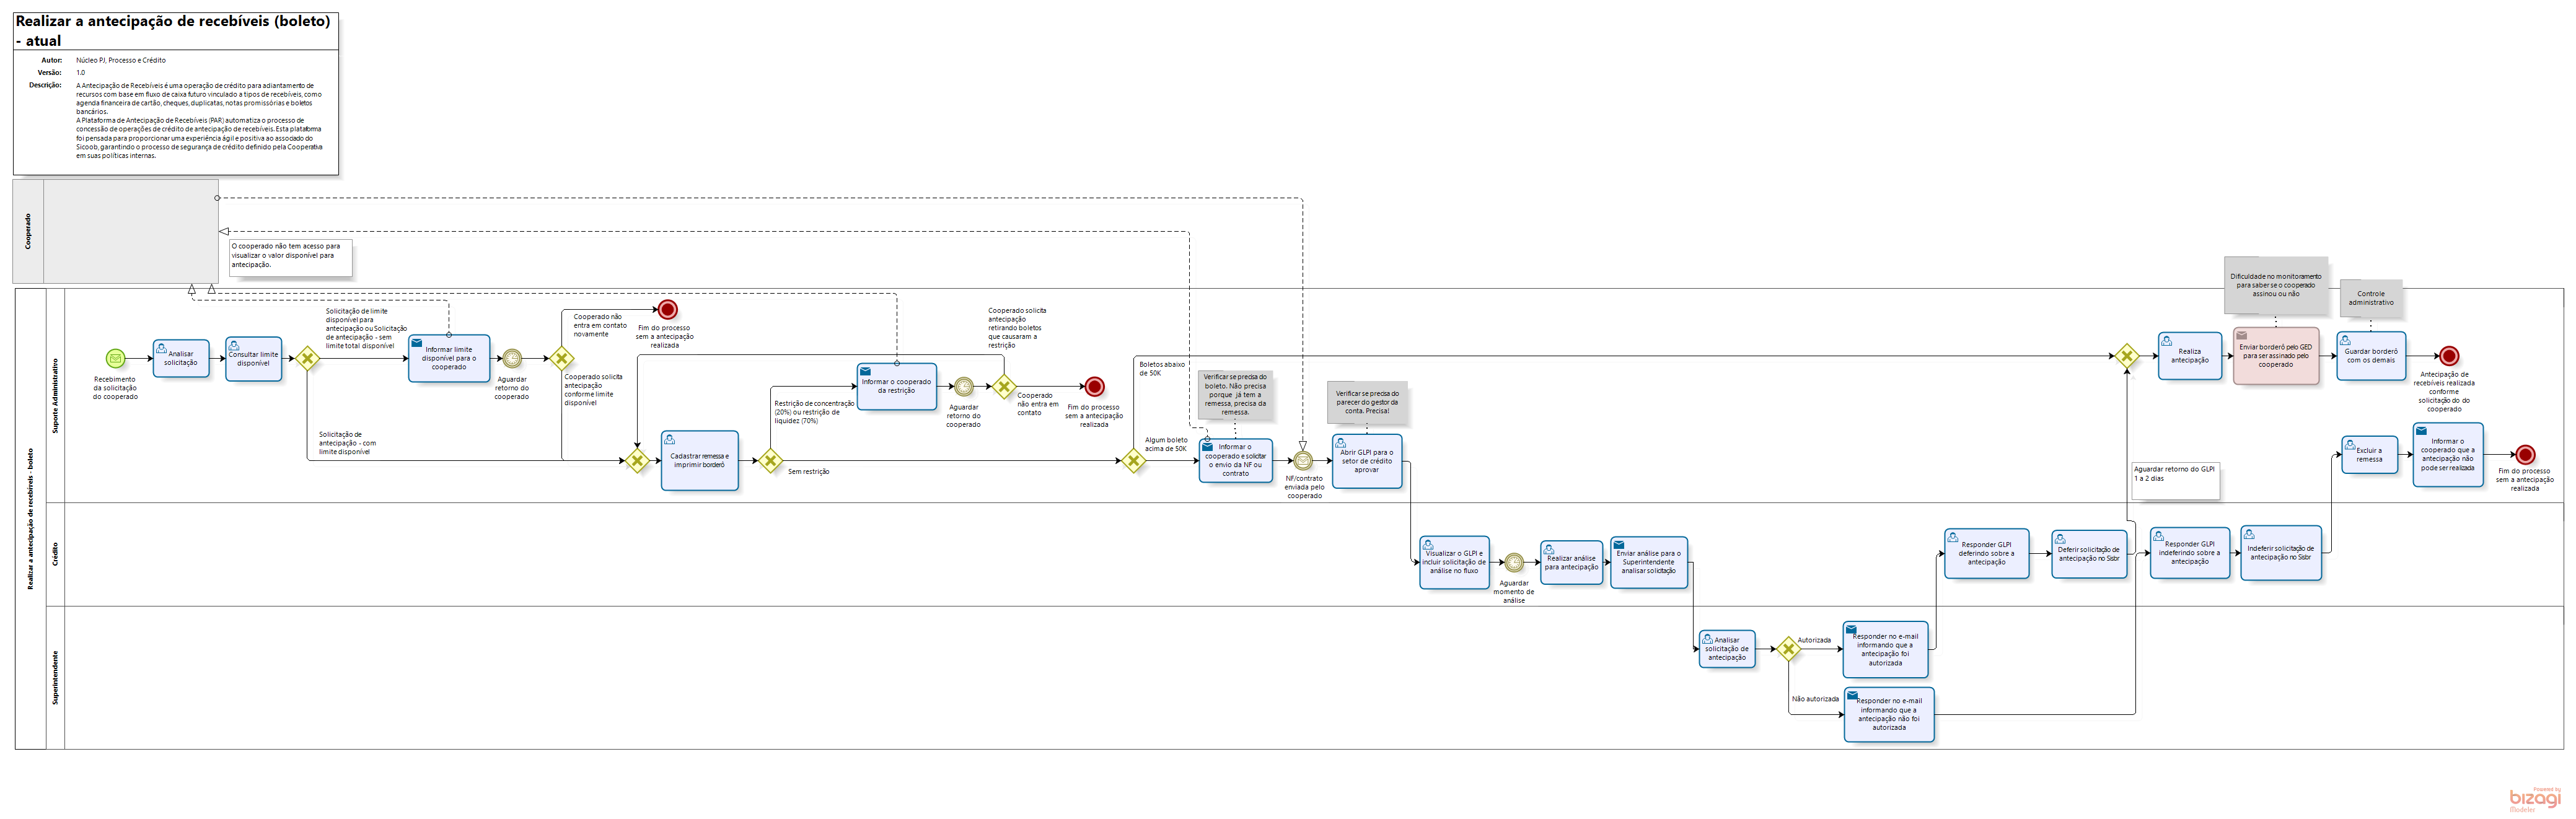 Realizar a antecipação de recebíveis (boleto)
- atual
Autor: Núcleo PJ, Processo e Crédito
Versão: 1.0
Descrição: A Antecipação de Recebíveis é uma operação de crédito para adiantamento de
recursos com base em fluxo de caixa futuro vinculado a tipos de recebíveis, como
agenda financeira de cartão, cheques, duplicatas, notas promissórias e boletos
bancários.
A Plataforma de Antecipação de Recebíveis (PAR) automatiza o processo de
concessão de operações de crédito de antecipação de recebíveis. Esta plataforma
foi pensada para proporcionar uma experiência ágil e positiva ao associado do
Sicoob, garantindo o processo de segurança de crédito definido pela Cooperativa
em suas políticas internas.
Cooperado
O cooperado não tem acesso para
visualizar o valor disponível para
antecipação.
Realizar a antecipação de recebíveis - boleto
Suporte Administrativo
Recebimento
da solicitação
do cooperado
Analisar
solicitação
Consultar limite
disponível
Solicitação de limite
disponível para
antecipação ou Solicitação
de antecipação - sem
limite total disponível
Solicitação de
antecipação - com
limite disponível
Informar limite
disponível para o
cooperado
Aguardar
retorno do
cooperado
Cooperado não
entra em contato
novamente
Fim do processo
sem a antecipação
realizada
Cooperado solicita
antecipação
conforme limite
disponível
Cadastrar remessa e
imprimir borderô
Restrição de concentração
(20%) ou restrição de
liquidez (70%)
Sem restrição
Informar o cooperado
da restrição
Aguardar
retorno do
cooperado
Cooperado solicita
antecipação
retirando boletos
que causaram a
restrição
Cooperado
não entra em
contato
Fim do processo
sem a antecipação
realizada
Boletos abaixo
de 50K
Algum boleto
acima de 50K
Verificar se precisa do
boleto. Não precisa
porque já tem a
remessa, precisa da
remessa.
Informar o
cooperado e solicitar
o envio da NF ou
contrato
NF/contrato
enviada pelo
cooperado
Verificar se precisa do
parecer do gestor da
conta. Precisa!
Abrir GLPI para o
setor de crédito
aprovar
Aguardar retorno do GLPI
1 a 2 dias
Realiza
antecipação
Dificuldade no monitoramento
para saber se o cooperado
assinou ou não
Enviar borderô pelo GED
para ser assinado pelo
cooperado
Controle
administrativo
Guardar borderô
com os demais
Antecipação de
recebíveis realizada
conforme
solicitação do do
cooperado
Excluir a
remessa
Informar o
cooperado que a
antecipação não
pode ser realizada
Fim do processo
sem a antecipação
realizada
Crédito
Visualizar o GLPI e
incluir solicitação de
análise no fluxo
Aguardar
momento de
análise
Realizar análise
para antecipação
Enviar análise para o
Superintendente
analisar solicitação
Responder GLPI
deferindo sobre a
antecipação
Deferir solicitação de
antecipação no Sisbr
Responder GLPI
indeferindo sobre a
antecipação
Indeferir solicitação de
antecipação no Sisbr
Superintendente
Analisar
solicitação de
antecipação
Autorizada
Não autorizada
Responder no e-mail
informando que a
antecipação foi
autorizada
Responder no e-mail
informando que a
antecipação não foi
autorizada
Powered by
bizagi
Modeler